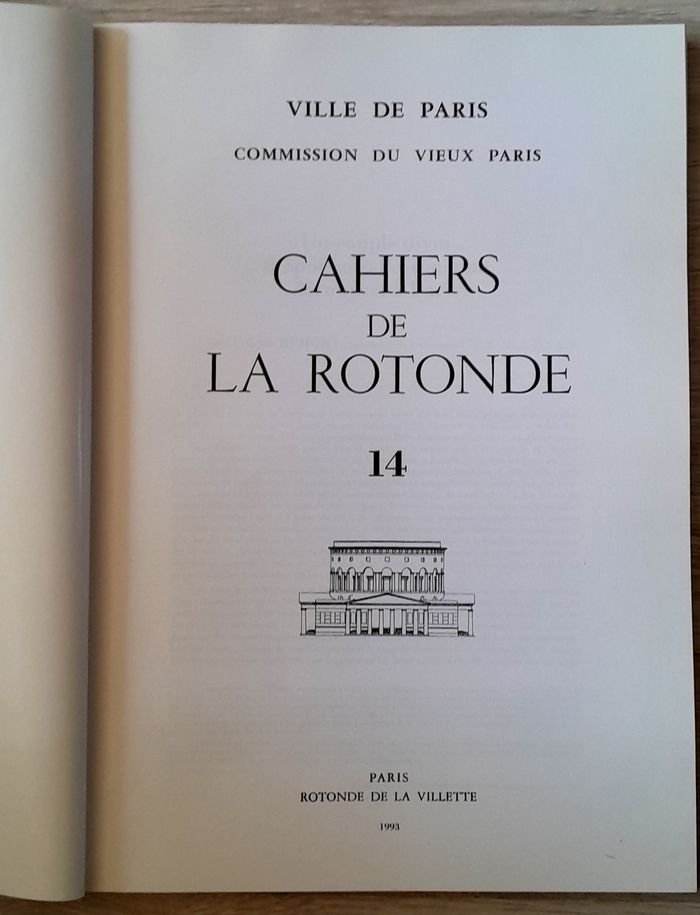 VILLE DE PARIS
COMMISSION DU VIEUX PARIS
CAHIERS
DE
LA ROTONDE
14
PARIS
ROTONDE DE LA VILLETTE
1993